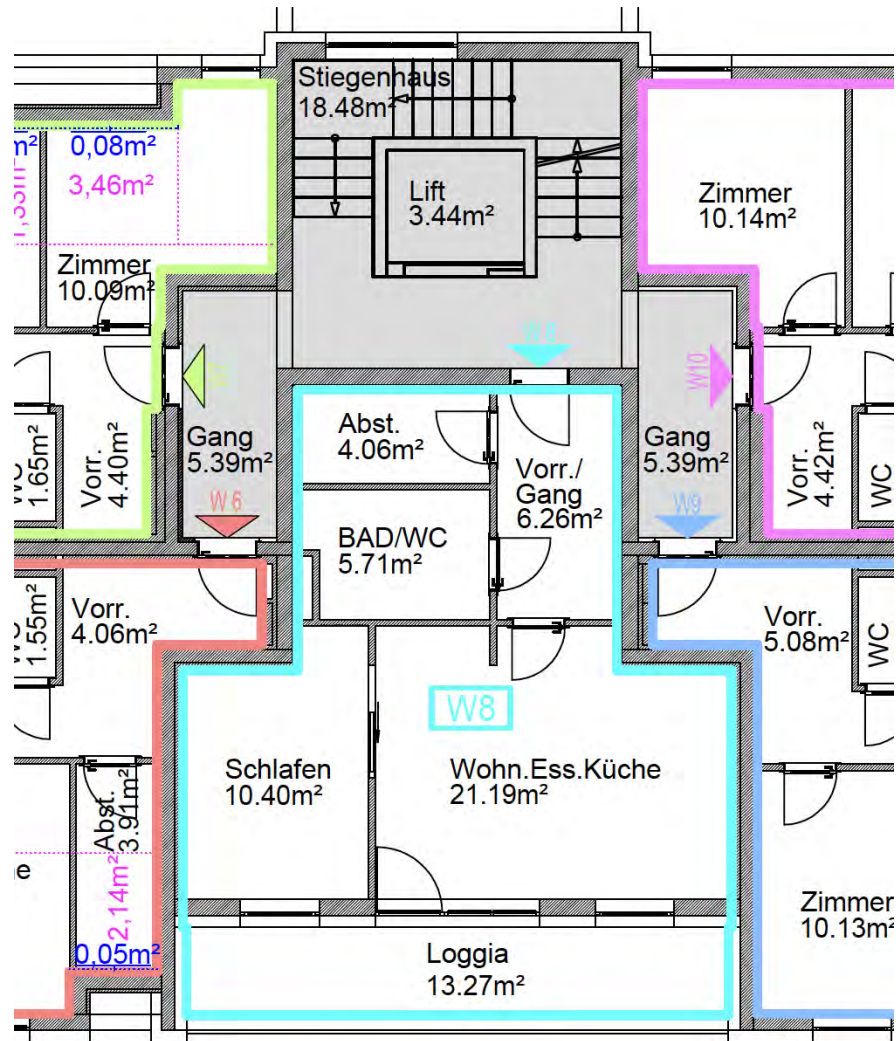 Stiegenhaus
18.48m²
0,08m²
3,46m²
Lift
3.44m²
Zimmer
10.14m²
Zimmer
10.09m²
W10
Abst.
4.06m²
Gang
5.39m²
Gang
5.39m²
Vorr./
Gang
6.26m²
WC
1.65m²
Vorr.
4.40m²
Vorr.
4.42m²
WC
W6
W9
BAD/WC
5.71m²
1.55m²
Vorr.
4.06m²
Vorr.
5.08m²
WC
W8
Schlafen
10.40m²
Wohn.Ess.Küche
21.19m²
Abst.
3.91m²
2,14m²
0,05m²
Zimmer
10.13m²
Loggia
13.27m²